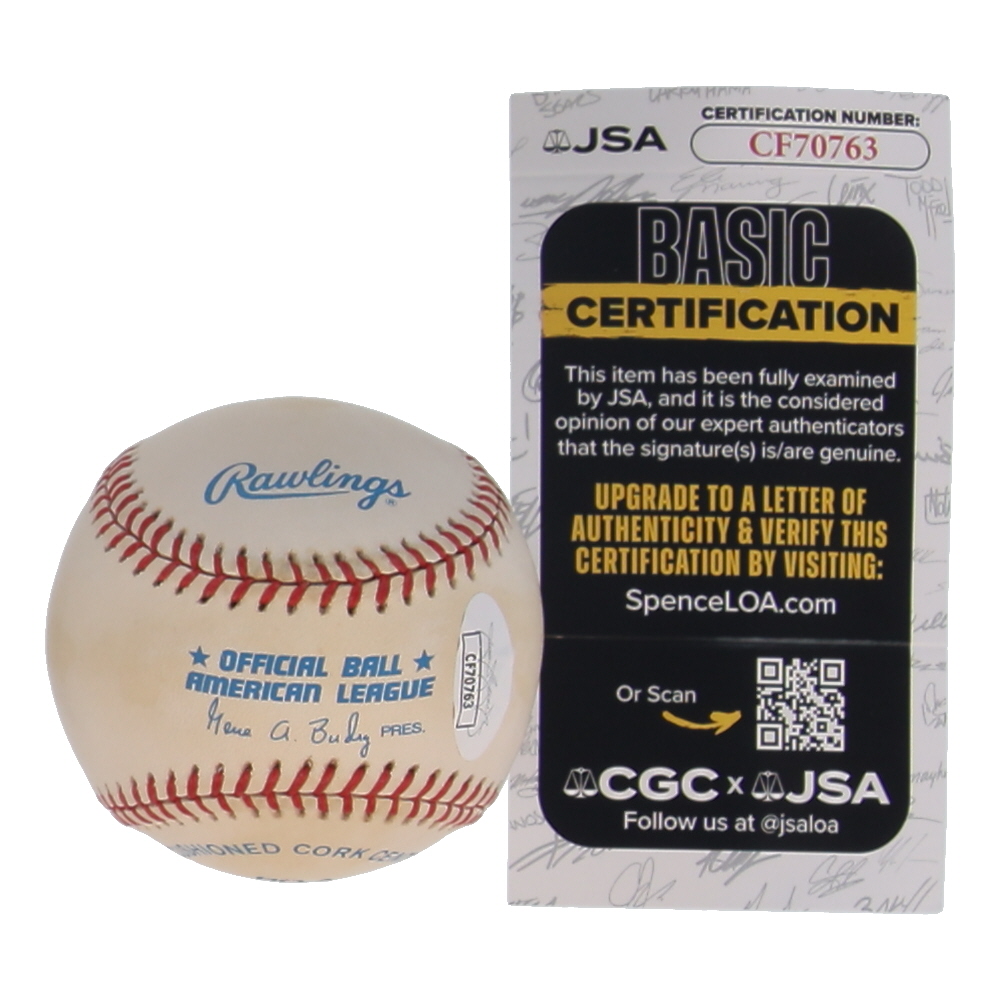 Rawlings®
★ OFFICIAL BALL ★
AMERICAN LEAGUE
Gene A. Budig PRES.
CORK
CF70763
JSA
CERTIFICATION NUMBER:
CF70763
BASIC
CERTIFICATION
This item has been fully examined
by JSA, and it is the considered
opinion of our expert authenticators
that the signature(s) is/are genuine.
UPGRADE TO A LETTER OF
AUTHENTICITY & VERIFY THIS
CERTIFICATION BY VISITING:
SpenceLOA.com
Or Scan
CGC x JSA
Follow us at @jsaloa